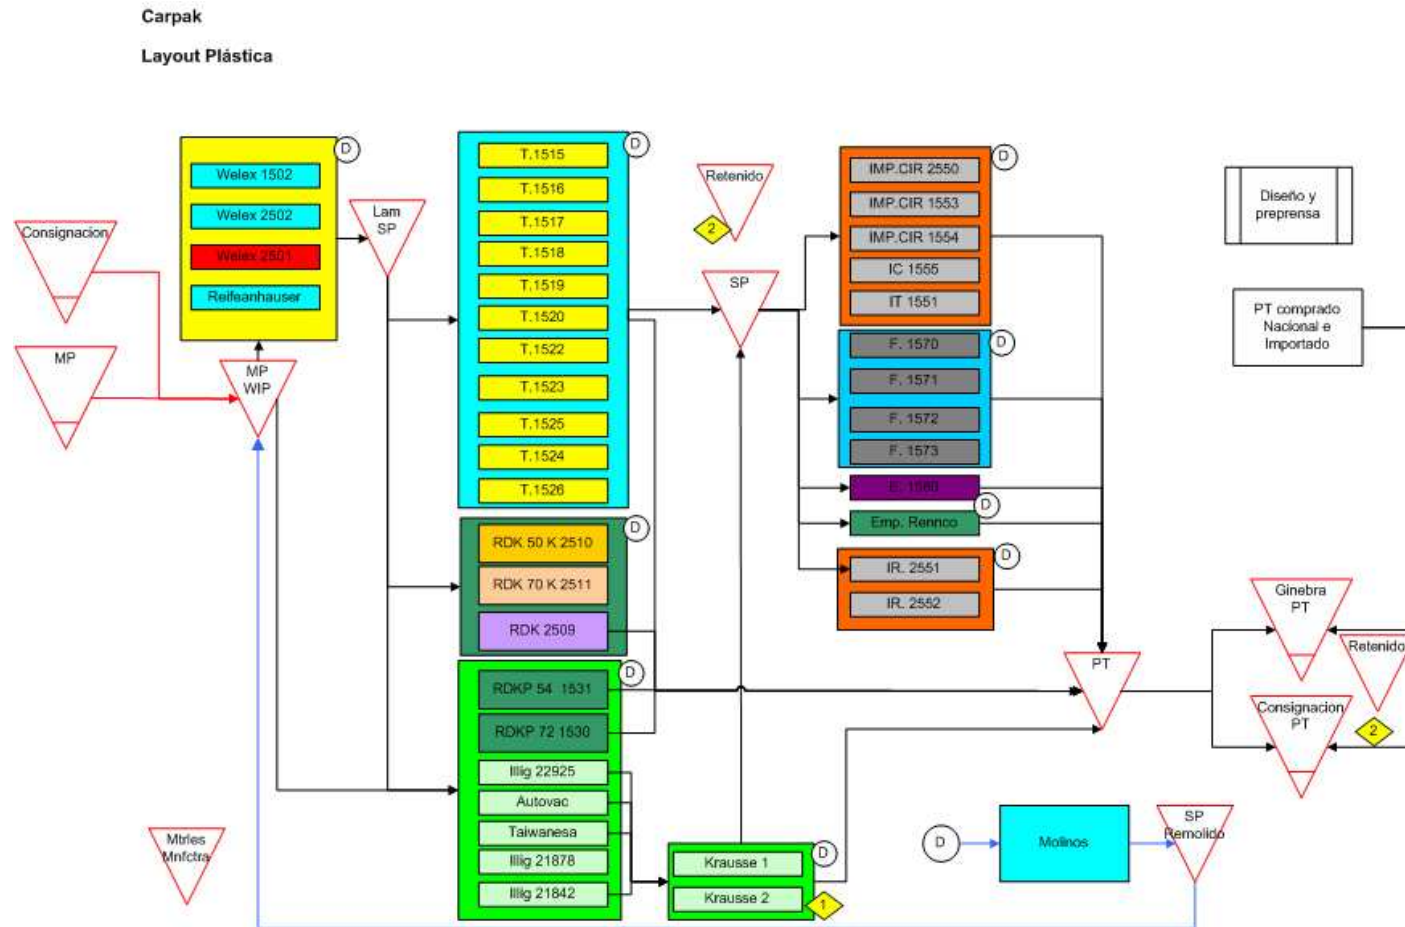 Carpak
Layout Plástica
D
Welex 1502
Welex 2502
Welex 2501
Reifeanhauser
Consignacion
MP
MP
WIP
Lam
SP
D
T.1515
T.1516
T.1517
T.1518
T.1519
T.1520
T.1522
T.1523
T.1525
T.1524
T.1526
D
RDK 50 K 2510
RDK 70 K 2511
RDK 2509
D
RDKP 54 1531
RDKP 72 1530
Illig 22925
Autovac
Taiwanesa
Illig 21878
Illig 21842
D
Krausse 1
Krausse 2
1
Retenido
2
SP
D
IMP.CIR 2550
IMP.CIR 1553
IMP.CIR 1554
IC 1555
IT 1551
D
F. 1570
F. 1571
F. 1572
F. 1573
D
Emp. Rennco
D
IR. 2551
IR. 2552
Diseño y
preprensa
PT comprado
Nacional e
Importado
PT
Ginebra
PT
Retenido
Consignacion
PT
2
D
Molinos
SP
Remolido
Mtrles
Mnfctra